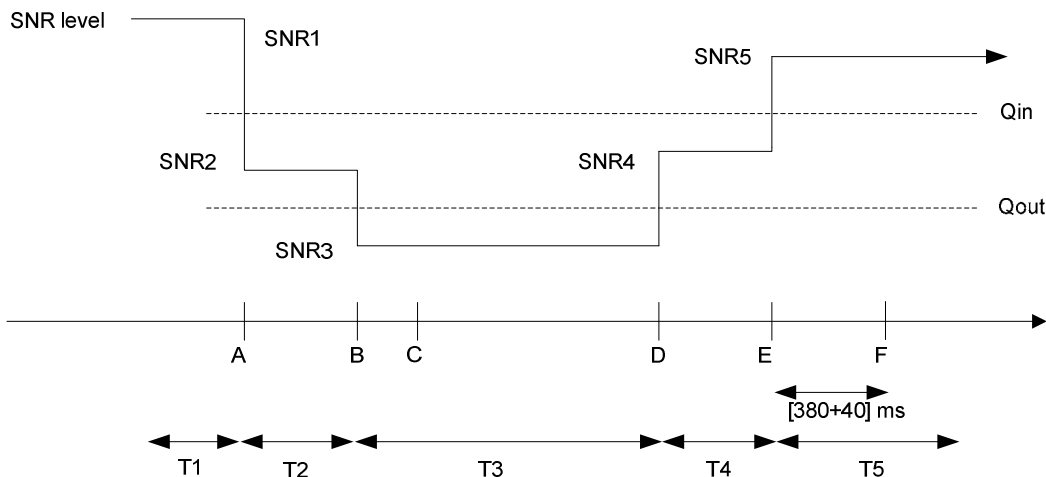 SNR level
SNR1
SNR5
Qin
SNR2
SNR4
Qout
SNR3
A B C D E F
[380+40] ms
T1 T2 T3 T4 T5